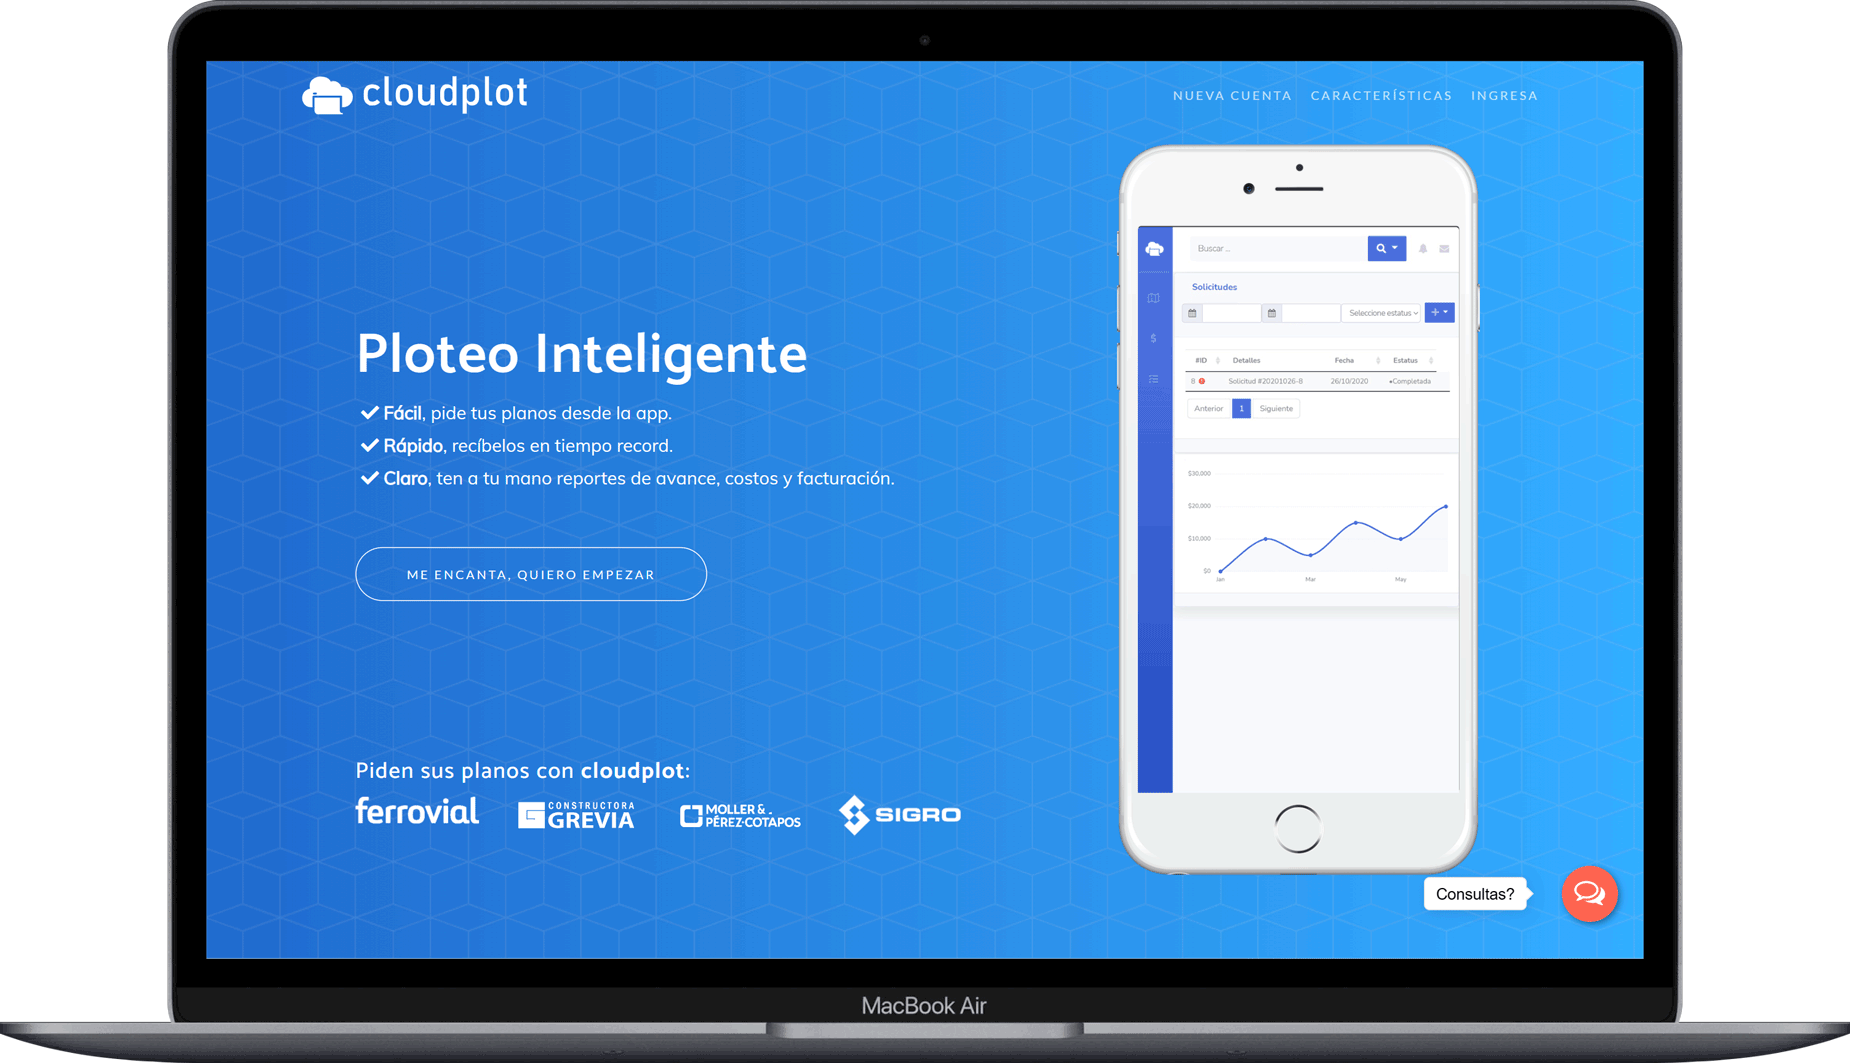 cloudplot
NUEVA CUENTA CARACTERÍSTICAS INGRESA
Ploteo Inteligente
Fácil, pide tus planos desde la app.
Rápido, recíbelos en tiempo record.
Claro, ten a tu mano reportes de avance, costos y facturación.
ME ENCANTA, QUIERO EMPEZAR
Piden sus planos con cloudplot:
ferrovial
CONSTRUCTORA
GREVIA
MOLLER &
PÉREZ-COTAPOS
SIGRO
Buscar ...
Solicitudes
Seleccione estatus
#ID Detalles Fecha Estatus
8 Solicitud #20201026-8 26/10/2020 •Completada
Anterior 1 Siguiente
$30,000
$20,000
$10,000
$0
Jan Mar May
Consultas?
MacBook Air